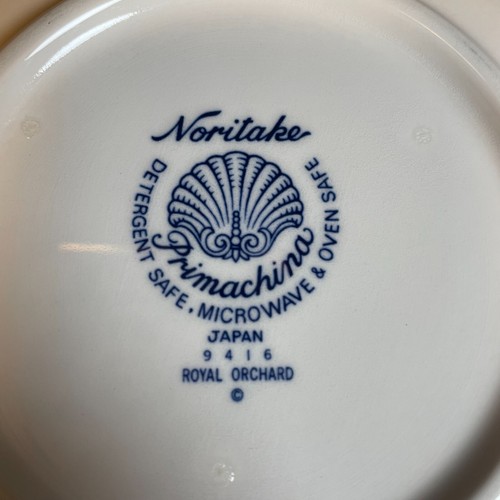 Noritake
Primachina
DETERGENT SAFE, MICROWAVE & OVEN SAFE
JAPAN
9416
ROYAL ORCHARD
©